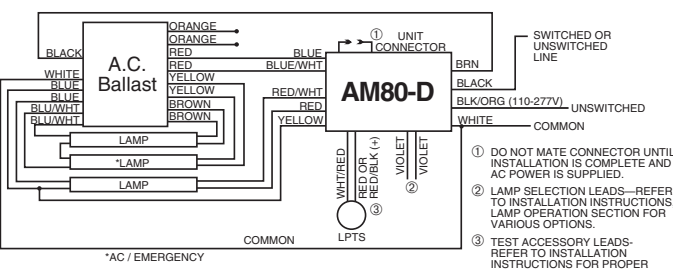 ORANGE
ORANGE
BLACK
RED
RED
A.C.
Ballast
WHITE
BLUE
BLUE
BLU/WHT
BLU/WHT
YELLOW
YELLOW
BROWN
BROWN
LAMP
*LAMP
LAMP
BLUE
BLUE/WHT
RED/WHT
RED
YELLOW
① UNIT
CONNECTOR
AM80-D
BRN
BLACK
BLK/ORG (110-277V)
WHITE
SWITCHED OR
UNSWITCHED
LINE
UNSWITCHED
COMMON
WHT/RED
RED OR
RED/BLK (+)
VIOLET
VIOLET
②
③
LPTS
COMMON
*AC / EMERGENCY
① DO NOT MATE CONNECTOR UNTIL
INSTALLATION IS COMPLETE AND
AC POWER IS SUPPLIED.
② LAMP SELECTION LEADS—REFER
TO INSTALLATION INSTRUCTIONS,
LAMP OPERATION SECTION FOR
VARIOUS OPTIONS.
③ TEST ACCESSORY LEADS-
REFER TO INSTALLATION
INSTRUCTIONS FOR PROPER